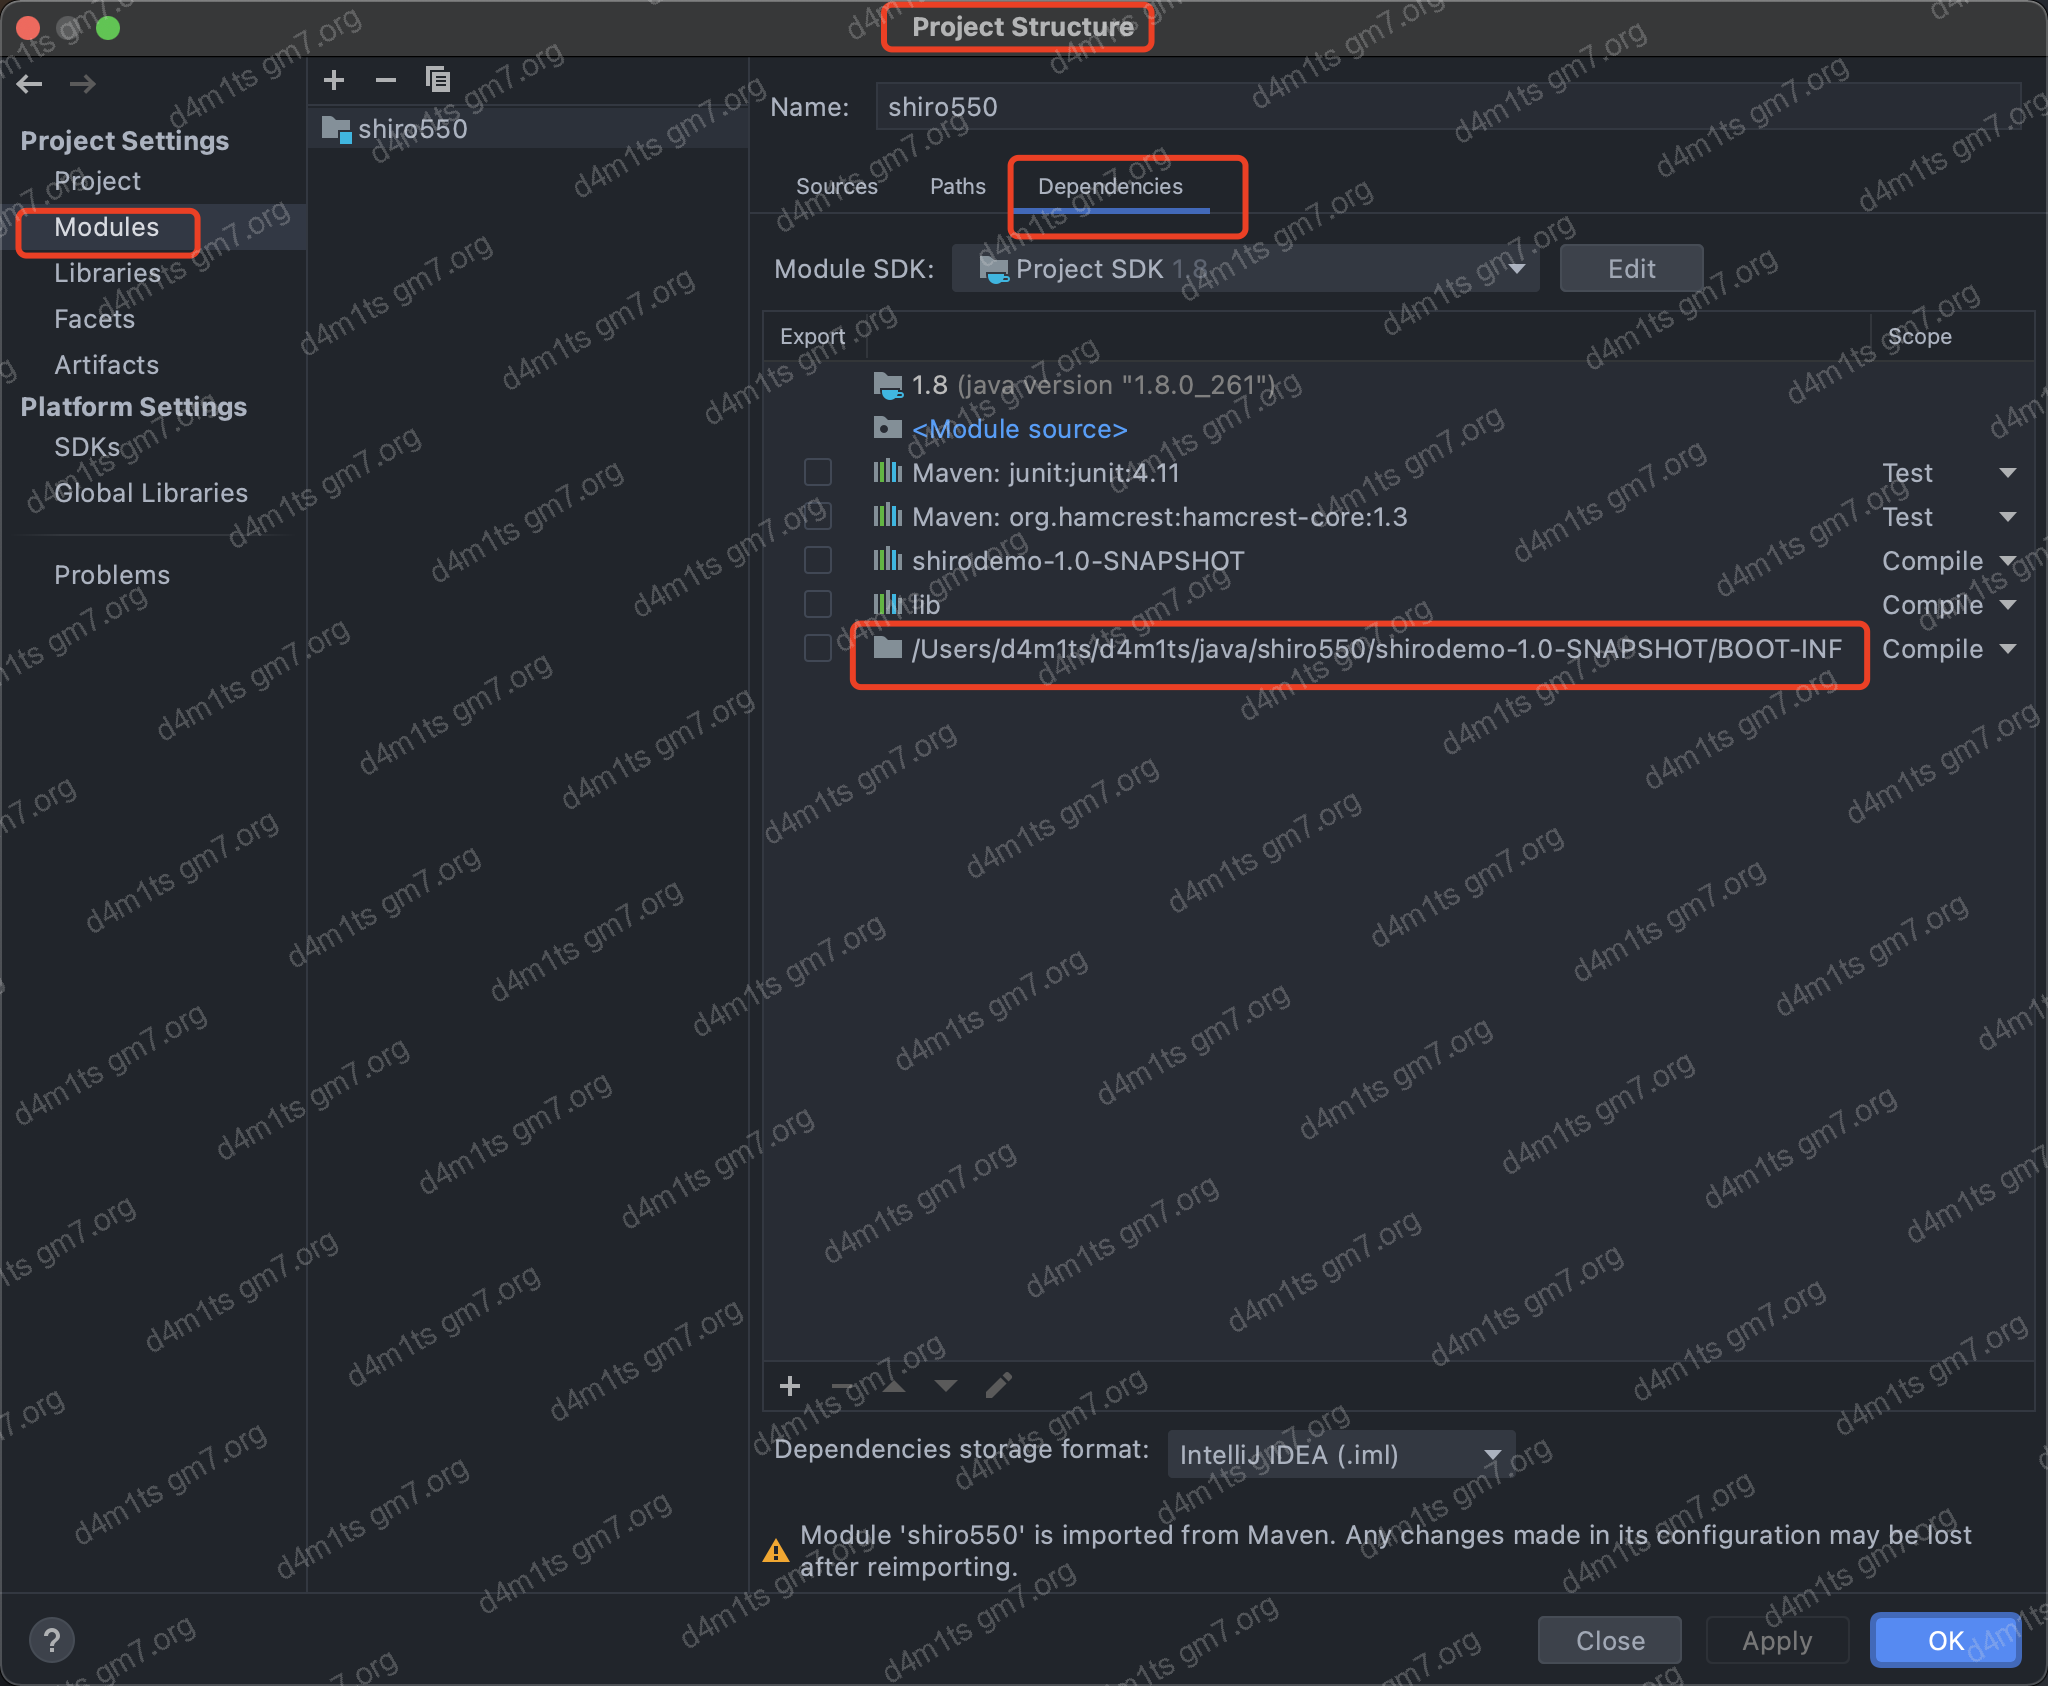 Project Structure
Project Settings
Project
Modules
Libraries
Facets
Artifacts
Platform Settings
SDKs
Global Libraries
Problems
shiro550
Name: shiro550
Sources Paths Dependencies
Module SDK: Project SDK 1.8 Edit
Export Scope
1.8 (java version "1.8.0_261")
<Module source>
Maven: junit:junit:4.11 Test
Maven: org.hamcrest:hamcrest-core:1.3 Test
shirodemo-1.0-SNAPSHOT Compile
lib Compile
/Users/d4m1ts/d4m1ts/java/shiro550/shirodemo-1.0-SNAPSHOT/BOOT-INF Compile
Dependencies storage format: IntelliJ IDEA (.iml)
Module 'shiro550' is imported from Maven. Any changes made in its configuration may be lost
after reimporting.
? Close Apply OK
d4m1ts gm7.org